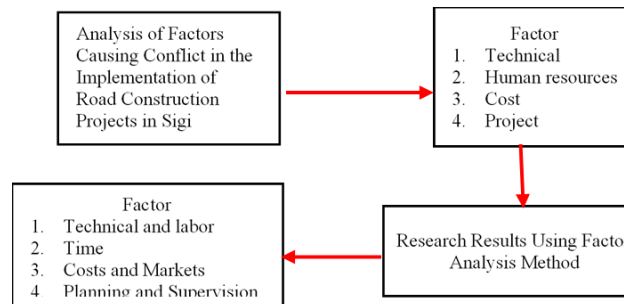 Analysis of Factors
Causing Conflict in the
Implementation of
Road Construction
Projects in Sigi
Factor
1. Technical
2. Human resources
3. Cost
4. Project
Research Results Using Facto
Analysis Method
Factor
1. Technical and labor
2. Time
3. Costs and Markets
4. Planning and Supervision